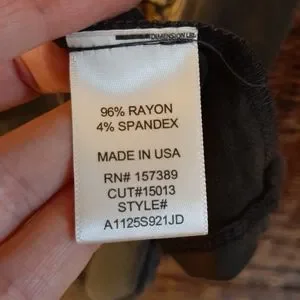 96% RAYON
4% SPANDEX
MADE IN USA
RN# 157389
CUT#15013
STYLE#
A1125S921JD